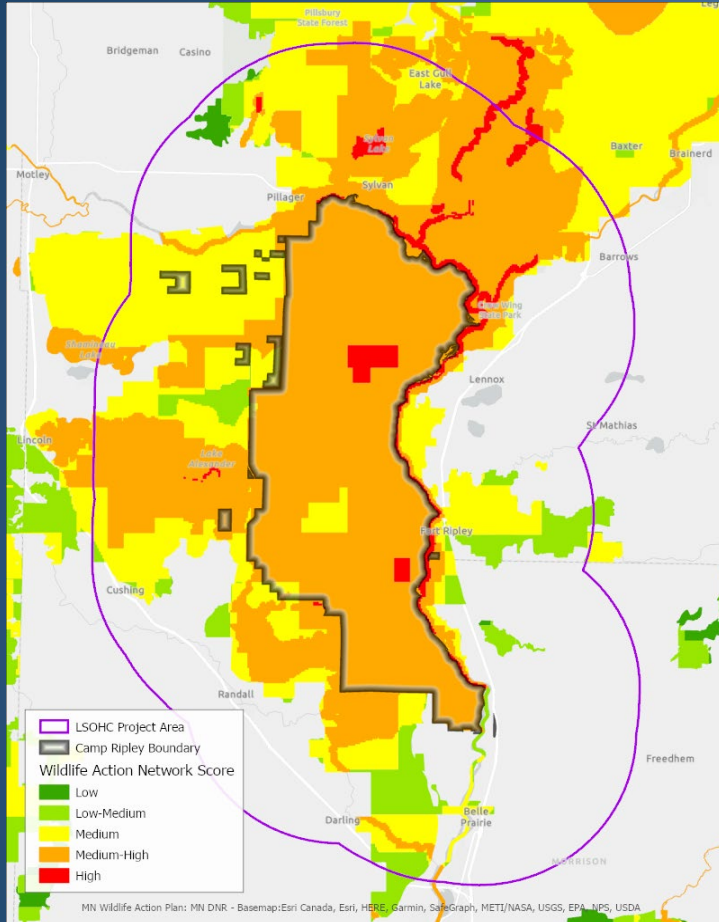 Pillsbury
State Forest
Leg
Bridgeman
Casino
East Gull
Lake
Sylvan
Lake
Baxter
Brainerd
Motley
Pillager
Sylvan
Barrows
Crow Wing
State Park
Shamineau
Lake
Lennox
St Mathias
Lincoln
Lake
Alexander
Fort Ripley
Cushing
Randall
LSOHC Project Area
Camp Ripley Boundary
Wildlife Action Network Score
Low
Low-Medium
Medium
Medium-High
High
Freedhem
Darling
Belle
Prairie
MORRISON
MN Wildlife Action Plan: MN DNR - Basemap:Esri Canada, Esri, HERE, Garmin, SafeGraph, METI/NASA, USGS, EPA, NPS, USDA